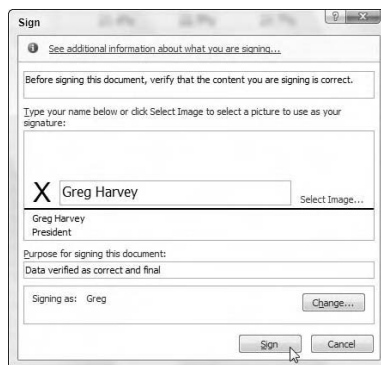 Sign
See additional information about what you are signing...
Before signing this document, verify that the content you are signing is correct.
Type your name below or click Select Image to select a picture to use as your
signature:
X Greg Harvey
Select Image...
Greg Harvey
President
Purpose for signing this document:
Data verified as correct and final
Signing as: Greg
Change...
Sign Cancel